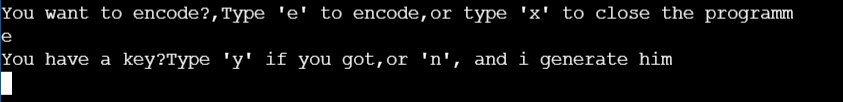 You want to encode?,Type 'e' to encode,or type 'x' to close the programm
e
You have a key?Type 'y' if you got,or 'n', and i generate him